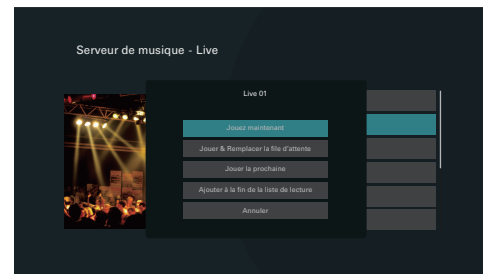 Serveur de musique - Live
Live 01
Jouez maintenant
Jouer & Remplacer la file d'attente
Jouer la prochaine
Ajouter à la fin de la liste de lecture
Annuler